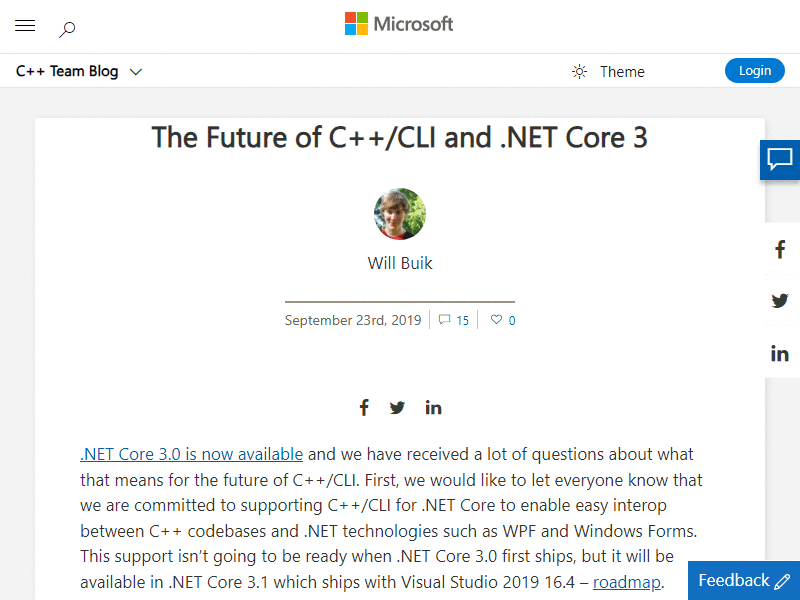 Microsoft
C++ Team Blog
Theme
Login
The Future of C++/CLI and .NET Core 3
Will Buik
September 23rd, 2019 15 0
.NET Core 3.0 is now available and we have received a lot of questions about what
that means for the future of C++/CLI. First, we would like to let everyone know that
we are committed to supporting C++/CLI for .NET Core to enable easy interop
between C++ codebases and .NET technologies such as WPF and Windows Forms.
This support isn’t going to be ready when .NET Core 3.0 first ships, but it will be
available in .NET Core 3.1 which ships with Visual Studio 2019 16.4 – roadmap.
Feedback